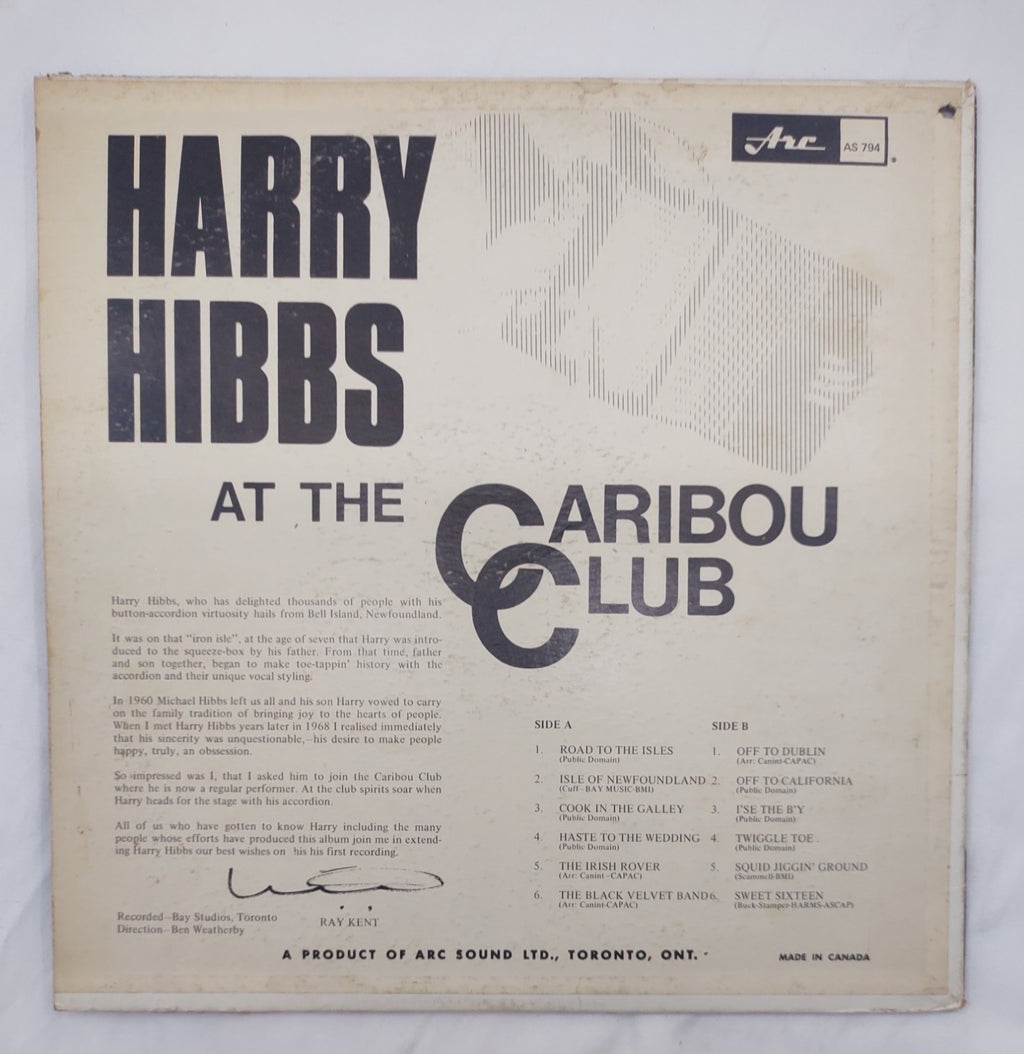 HARRY
HIBBS
Arc
AS 794
AT THE CARIBOU
CLUB
Harry Hibbs, who has delighted thousands of people with his
button-accordion virtuosity hails from Bell Island, Newfoundland.
It was on that "iron isle", at the age of seven that Harry was intro-
duced to the squeeze-box by his father. From that time, father
and son together, began to make toe-tappin' history with the
accordion and their unique vocal styling.
In 1960 Michael Hibbs left us all and his son Harry vowed to carry
on the family tradition of bringing joy to the hearts of people.
When I met Harry Hibbs years later in 1968 I realised immediately
that his sincerity was unquestionable,-his desire to make people
happy, truly, an obssession.
So impressed was I, that I asked him to join the Caribou Club
where he is now a regular performer. At the club spirits soar when
Harry heads for the stage with his accordion.
All of us who have gotten to know Harry including the many
people whose efforts have produced this album join me in extend-
ing Harry Hibbs our best wishes on his his first recording.
RAY KENT
Recorded-Bay Studios, Toronto
Direction-Ben Weatherby
SIDE A
1. ROAD TO THE ISLES
(Public Domain)
2. ISLE OF NEWFOUNDLAND
(Cuff-BAY MUSIC-BMI)
3. COOK IN THE GALLEY
(Public Domain)
4. HASTE TO THE WEDDING
(Public Domain)
5. THE IRISH ROVER
(Arr: Canint-CAPAC)
6. THE BLACK VELVET BAND
(Arr: Canint-CAPAC)
SIDE B
1. OFF TO DUBLIN
(Arr: Canint-CAPAC)
2. OFF TO CALIFORNIA
(Public Domain)
3. I'SE THE B'Y
(Public Domain)
4. TWIGGLE TOE
(Public Domain)
5. SQUID JIGGIN' GROUND
(Scammell-BMI)
6. SWEET SIXTEEN
(Buck-Stamper-HARMS-ASCAP)
A PRODUCT OF ARC SOUND LTD., TORONTO, ONT.
MADE IN CANADA